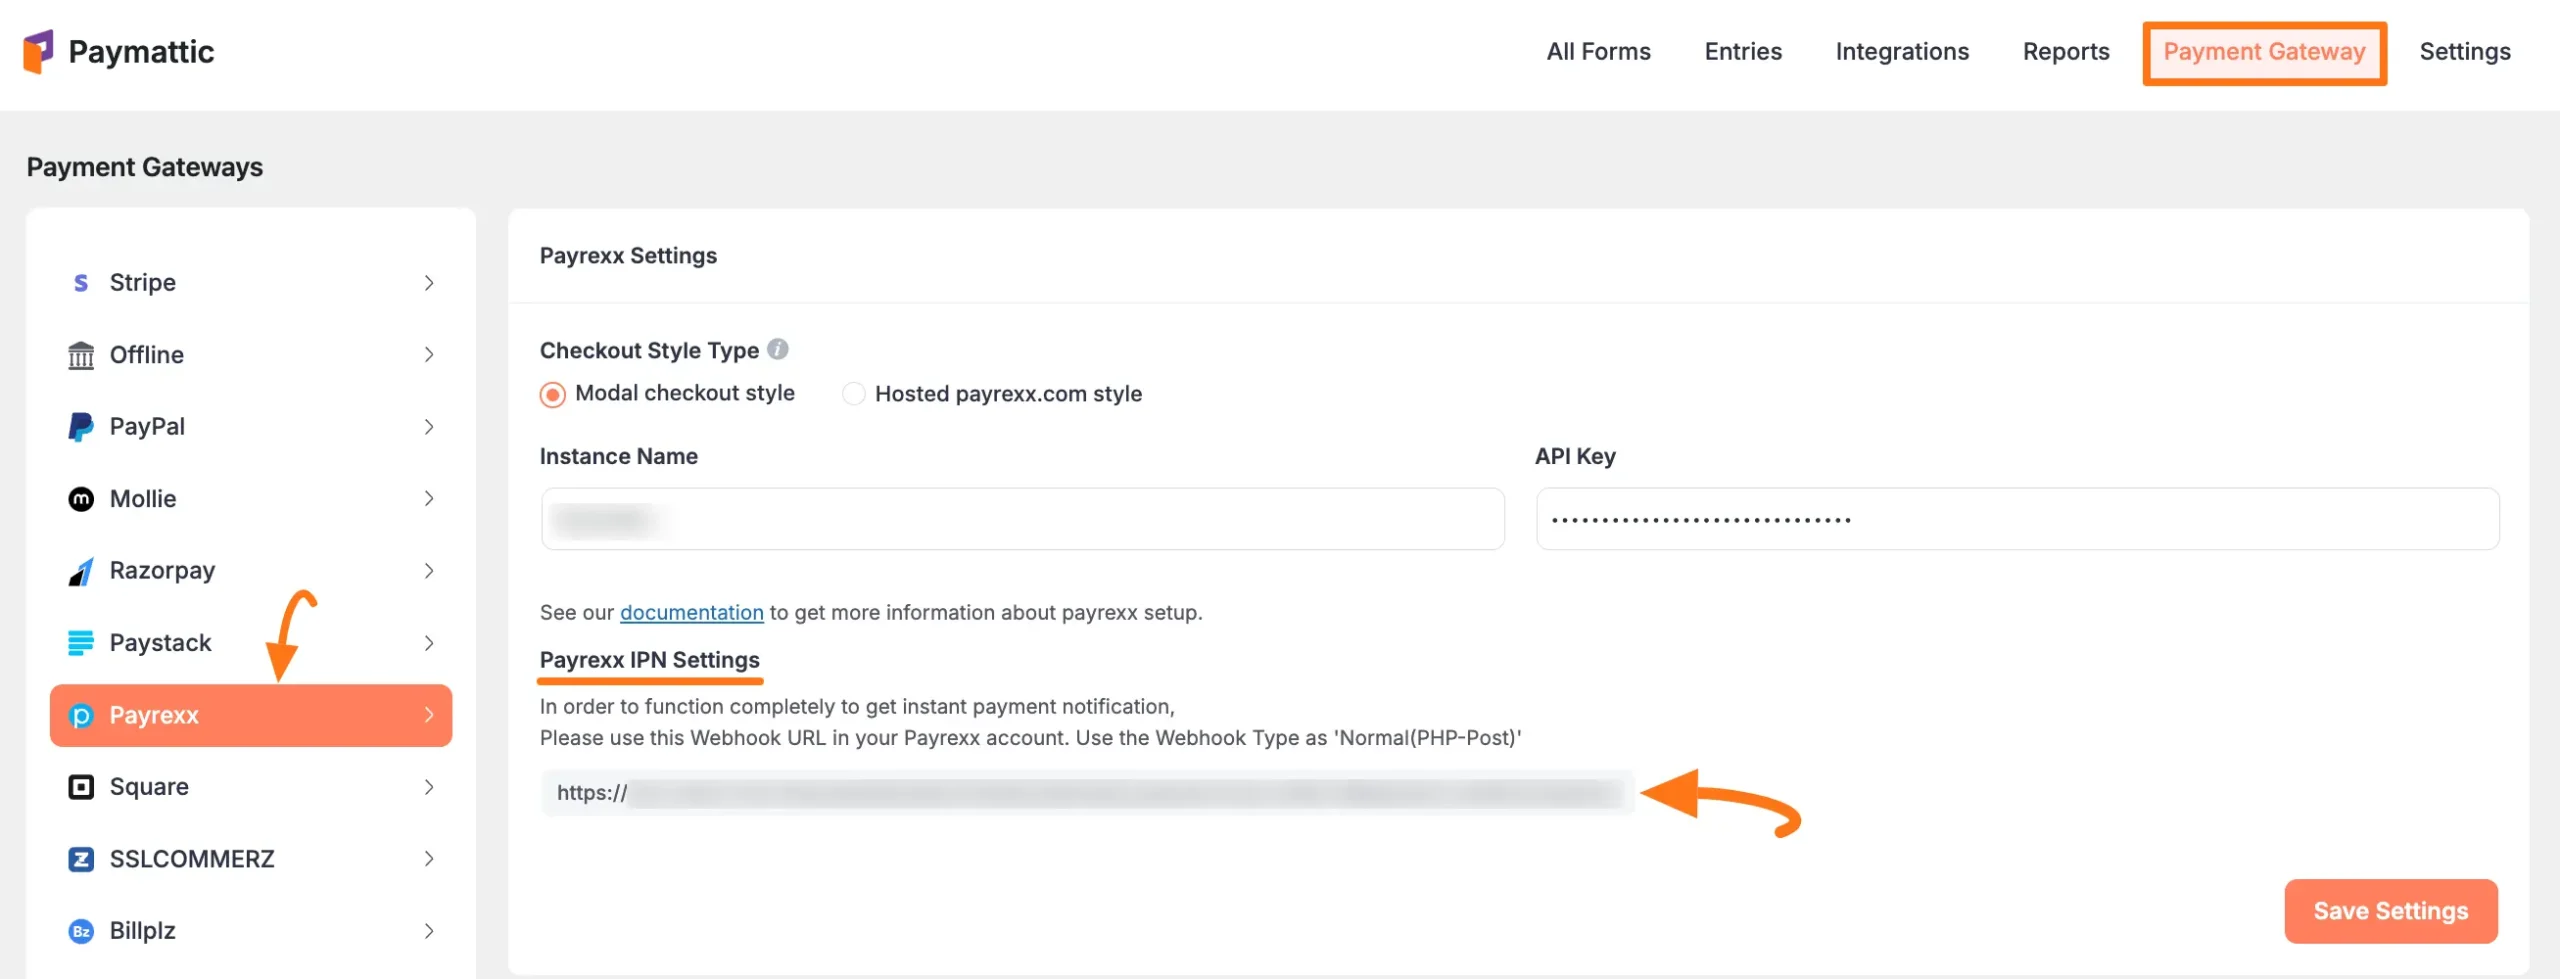 Paymattic
All Forms Entries Integrations Reports Payment Gateway Settings
Payment Gateways
Stripe
Offline
PayPal
Mollie
Razorpay
Paystack
Payrexx
Square
SSLCOMMERZ
Billplz
Payrexx Settings
Checkout Style Type
Modal checkout style Hosted payrexx.com style
Instance Name API Key
See our documentation to get more information about payrexx setup.
Payrexx IPN Settings
In order to function completely to get instant payment notification,
Please use this Webhook URL in your Payrexx account. Use the Webhook Type as 'Normal(PHP-Post)'
https://
Save Settings